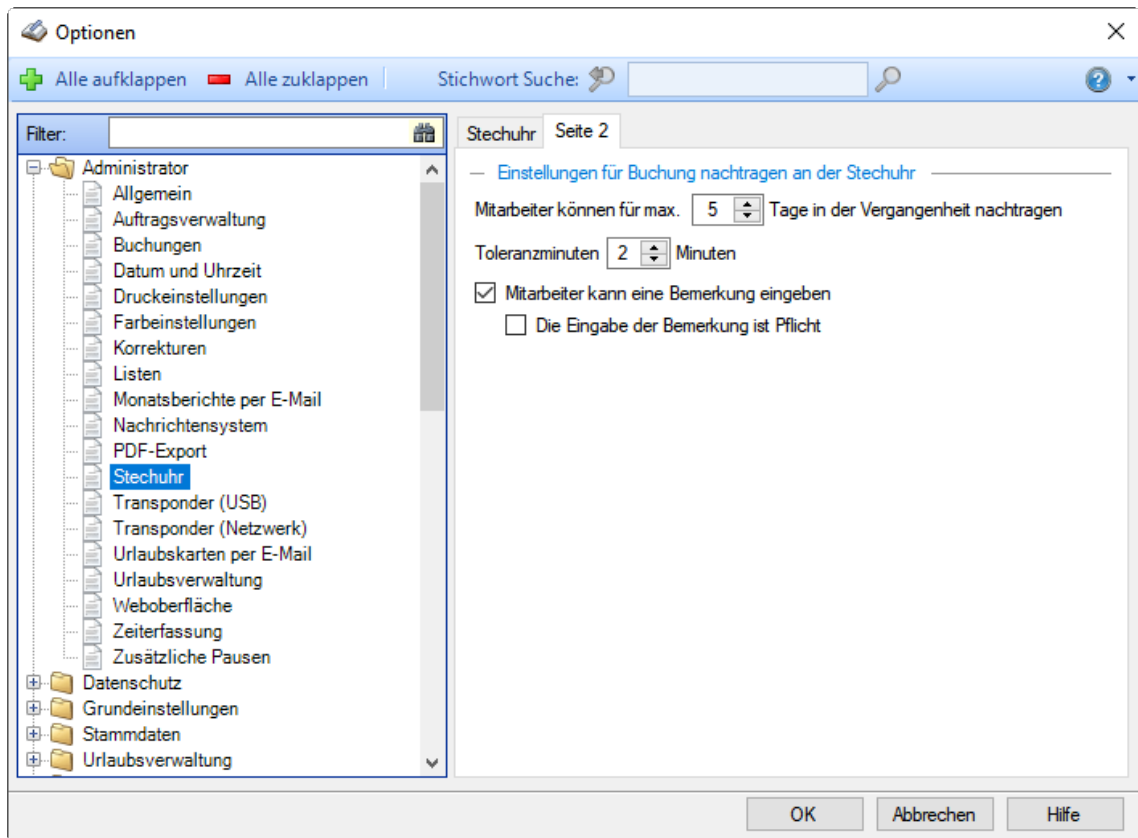 Optionen
Alle aufklappen Alle zuklappen Stichwort Suche:
Filter:
Administrator
Allgemein
Auftragsverwaltung
Buchungen
Datum und Uhrzeit
Druckeinstellungen
Farbeinstellungen
Korrekturen
Listen
Monatsberichte per E-Mail
Nachrichtensystem
PDF-Export
Stechuhr
Transponder (USB)
Transponder (Netzwerk)
Urlaubskarten per E-Mail
Urlaubsverwaltung
Weboberfläche
Zeiterfassung
Zusätzliche Pausen
Datenschutz
Grundeinstellungen
Stammdaten
Urlaubsverwaltung
Stechuhr Seite 2
Einstellungen für Buchung nachtragen an der Stechuhr
Mitarbeiter können für max. 5 Tage in der Vergangenheit nachtragen
Toleranzminuten 2 Minuten
Mitarbeiter kann eine Bemerkung eingeben
Die Eingabe der Bemerkung ist Pflicht
OK Abbrechen Hilfe